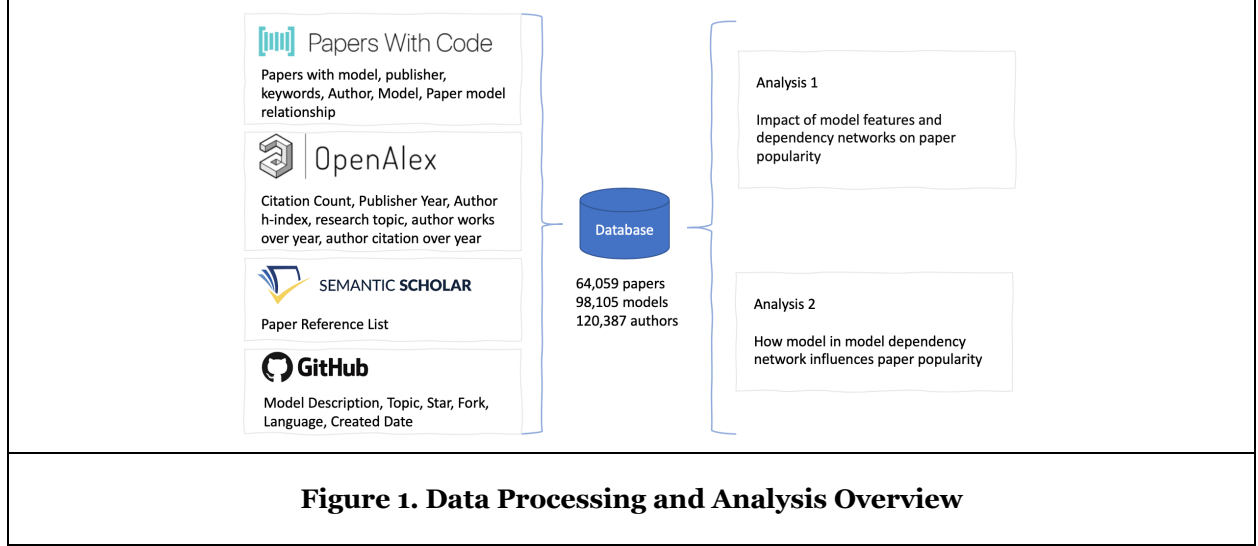 Papers With Code
Papers with model, publisher,
keywords, Author, Model, Paper model
relationship
OpenAlex
Citation Count, Publisher Year, Author
h-index, research topic, author works
over year, author citation over year
SEMANTIC SCHOLAR
Paper Reference List
GitHub
Model Description, Topic, Star, Fork,
Language, Created Date
Database
64,059 papers
98,105 models
120,387 authors
Analysis 1
Impact of model features and
dependency networks on paper
popularity
Analysis 2
How model in model dependency
network influences paper popularity
Figure 1. Data Processing and Analysis Overview